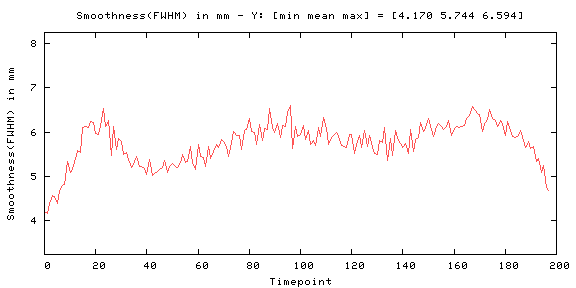 Smoothness(FWHM) in mm - Y: [min mean max] = [4.170 5.744 6.594]
8
7
6
5
4
Smoothness(FWHM) in mm
0 20 40 60 80 100 120 140 160 180 200
Timepoint